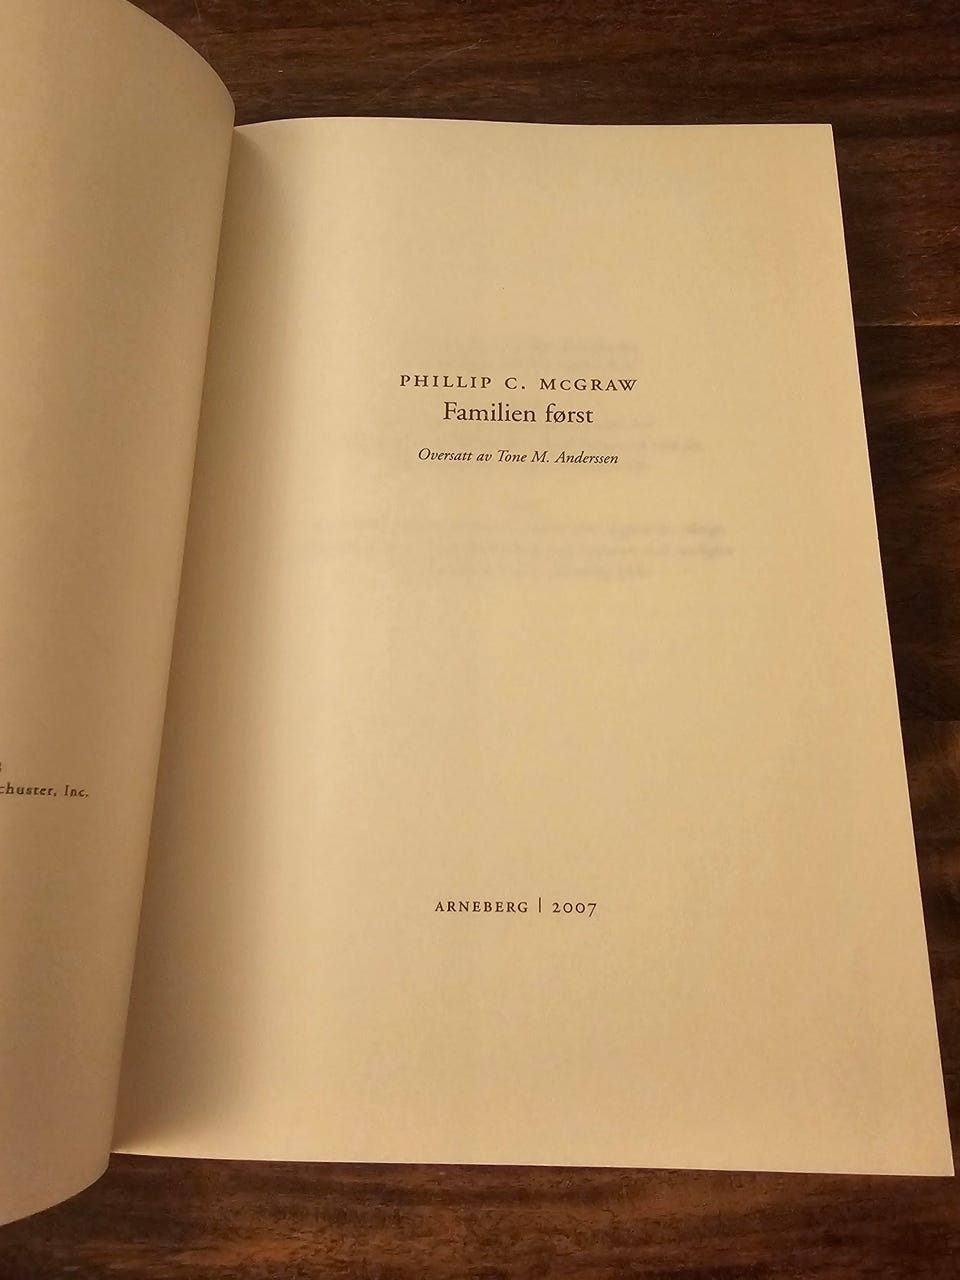 chuster, Inc.
PHILLIP C. McGRAW
Familien først
Oversatt av Tone M. Anderssen
ARNEBERG | 2007